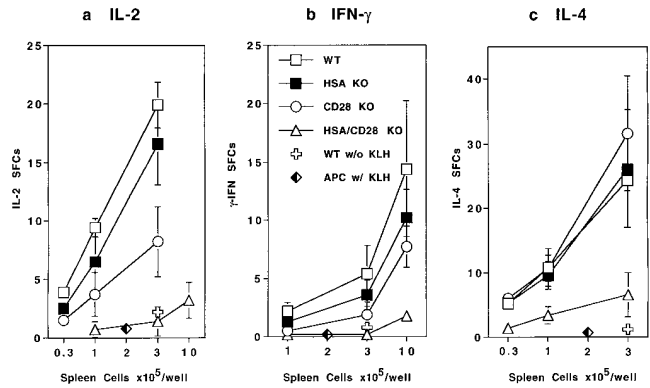 a IL-2
b IFN-γ
c IL-4
25
20
15
10
5
0
IL-2 SFCs
0.3 1 2 3 10
Spleen Cells x10⁵/well
25
20
15
10
5
0
γ-IFN SFCs
WT
HSA KO
CD28 KO
HSA/CD28 KO
WT w/o KLH
APC w/ KLH
1 2 3 10
Spleen Cells x10⁵/well
40
30
20
10
0
IL-4 SFCs
0.3 1 2 3
Spleen Cells x10⁵/well